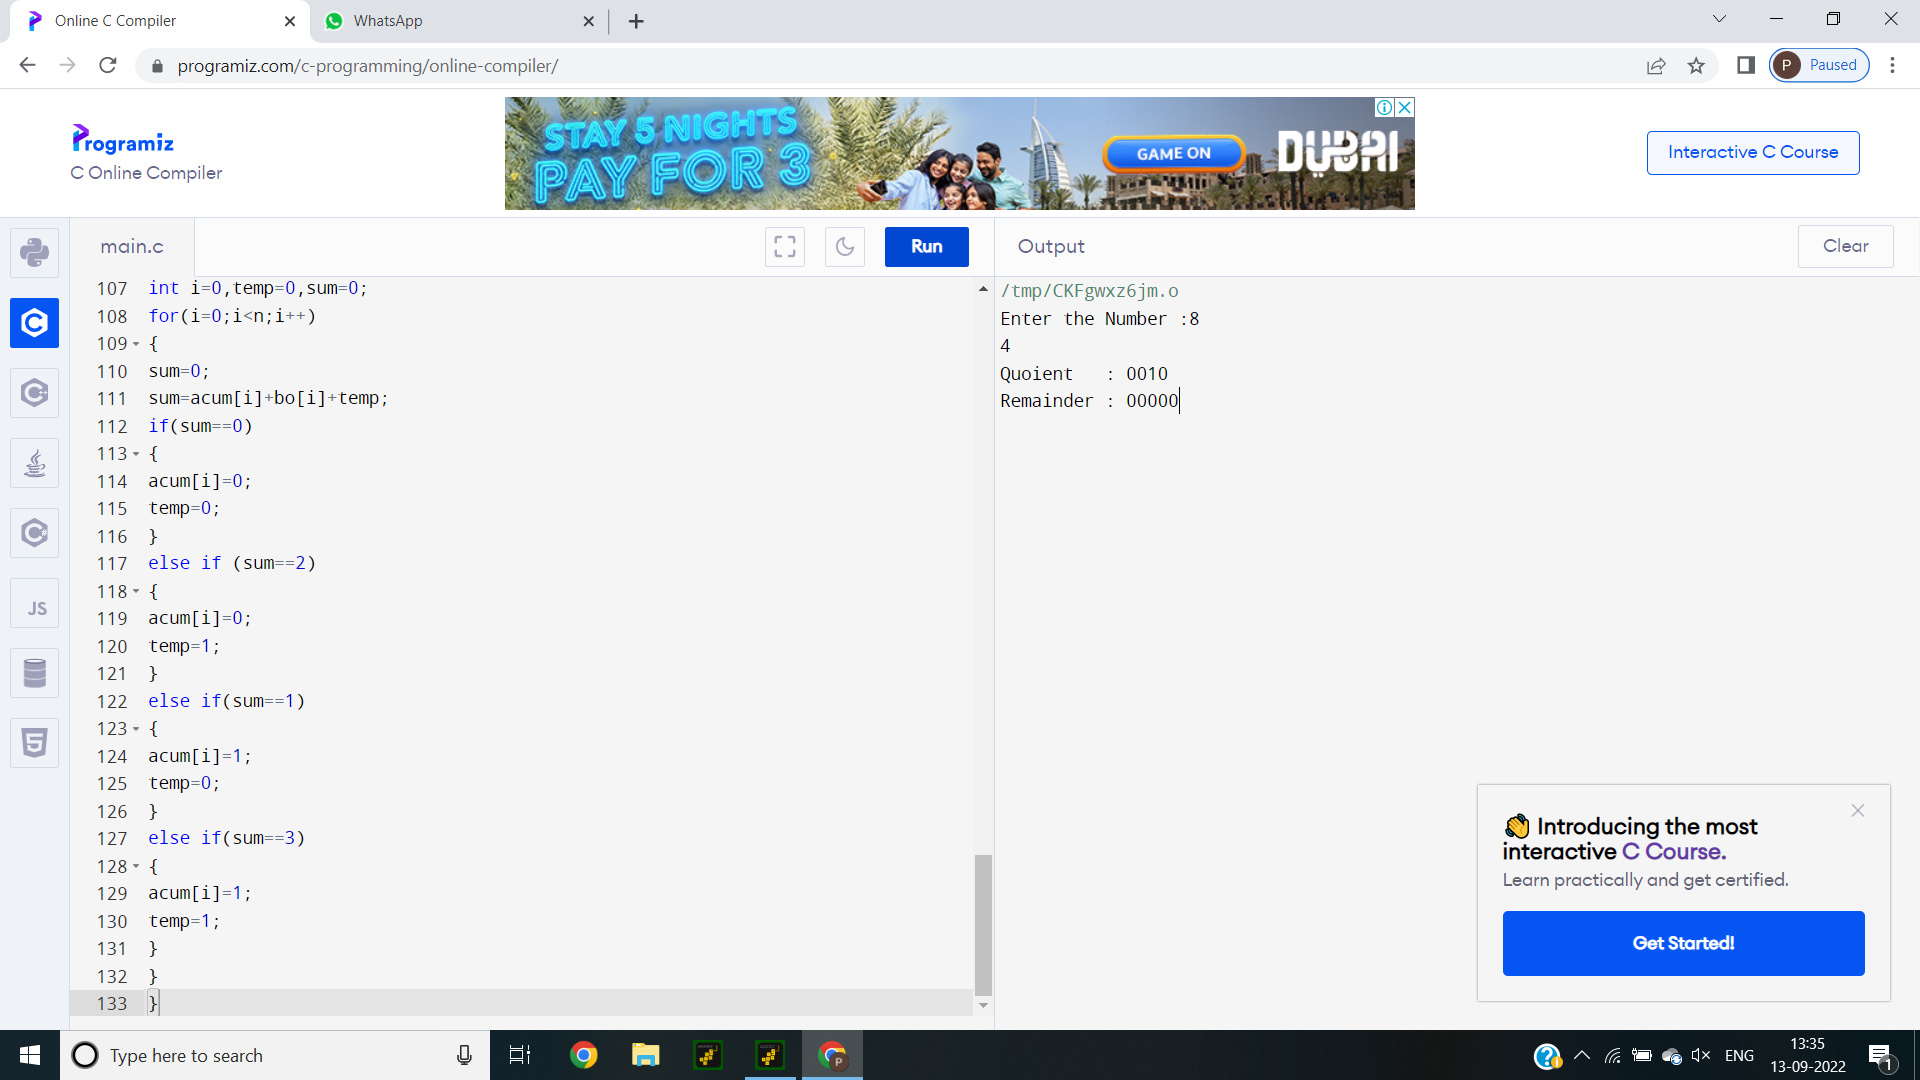 Online C Compiler
WhatsApp
programiz.com/c-programming/online-compiler/
P Paused
Programiz
C Online Compiler
STAY 5 NIGHTS
PAY FOR 3
GAME ON
DUBAI
Interactive C Course
main.c
Run
Output
Clear
107 int i=0,temp=0,sum=0;
108 for(i=0;i<n;i++)
109 {
110 sum=0;
111 sum=acum[i]+bo[i]+temp;
112 if(sum==0)
113 {
114 acum[i]=0;
115 temp=0;
116 }
117 else if (sum==2)
118 {
119 acum[i]=0;
120 temp=1;
121 }
122 else if(sum==1)
123 {
124 acum[i]=1;
125 temp=0;
126 }
127 else if(sum==3)
128 {
129 acum[i]=1;
130 temp=1;
131 }
132 }
133 }
/tmp/CKFgwxz6jm.o
Enter the Number :8
4
Quoient   : 0010
Remainder : 00000
JS
👋 Introducing the most
interactive C Course.
Learn practically and get certified.
Get Started!
Type here to search
P
ENG
13:35
13-09-2022
1